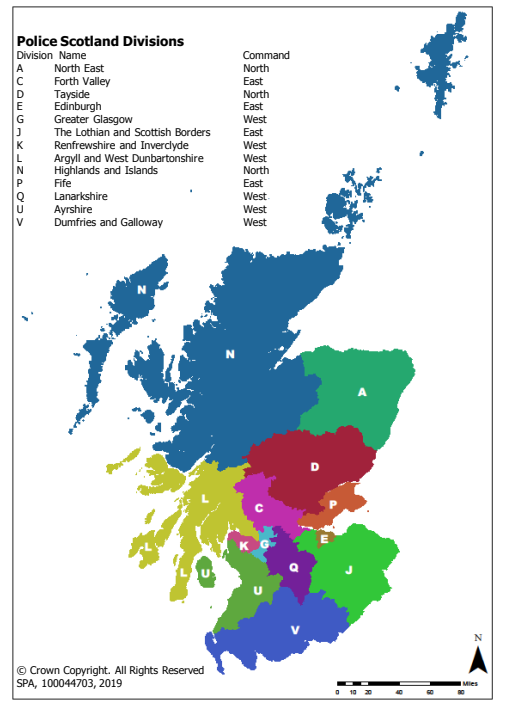 Police Scotland Divisions
Division Name Command
A North East North
C Forth Valley East
D Tayside North
E Edinburgh East
G Greater Glasgow West
J The Lothian and Scottish Borders East
K Renfrewshire and Inverclyde West
L Argyll and West Dunbartonshire West
N Highlands and Islands North
P Fife East
Q Lanarkshire West
U Ayrshire West
V Dumfries and Galloway West
N
N
A
D
L
P
C
E
L
K
G
Q
J
L
U
U
V
N
© Crown Copyright. All Rights Reserved
SPA, 100044703, 2019
Miles
0 10 20 40 60 80